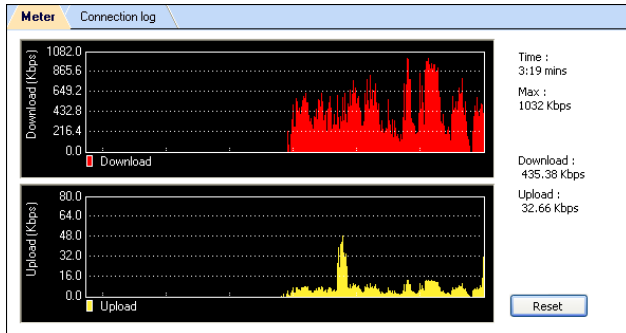 Meter
Connection log
Download (Kbps)
1082.0
865.6
649.2
432.8
216.4
0.0
Download
Upload (Kbps)
80.0
64.0
48.0
32.0
16.0
0.0
Upload
Time :
3:19 mins
Max :
1032 Kbps
Download :
435.38 Kbps
Upload :
32.66 Kbps
Reset